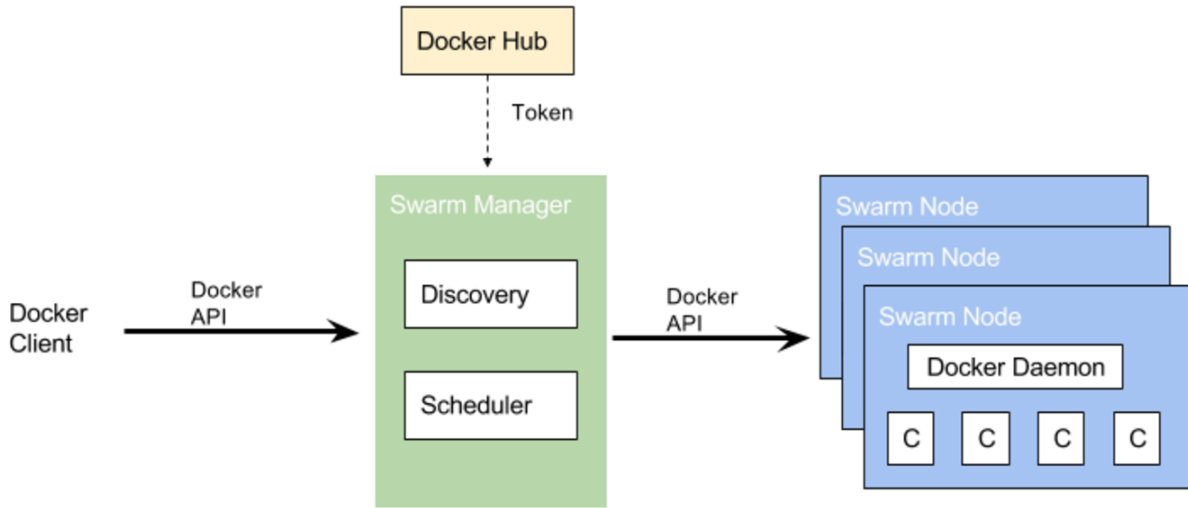 Docker Hub
Token
Swarm Manager
Discovery
Scheduler
Docker
Client
Docker
API
Docker
API
Swarm Node
Swarm Node
Swarm Node
Docker Daemon
C C C C